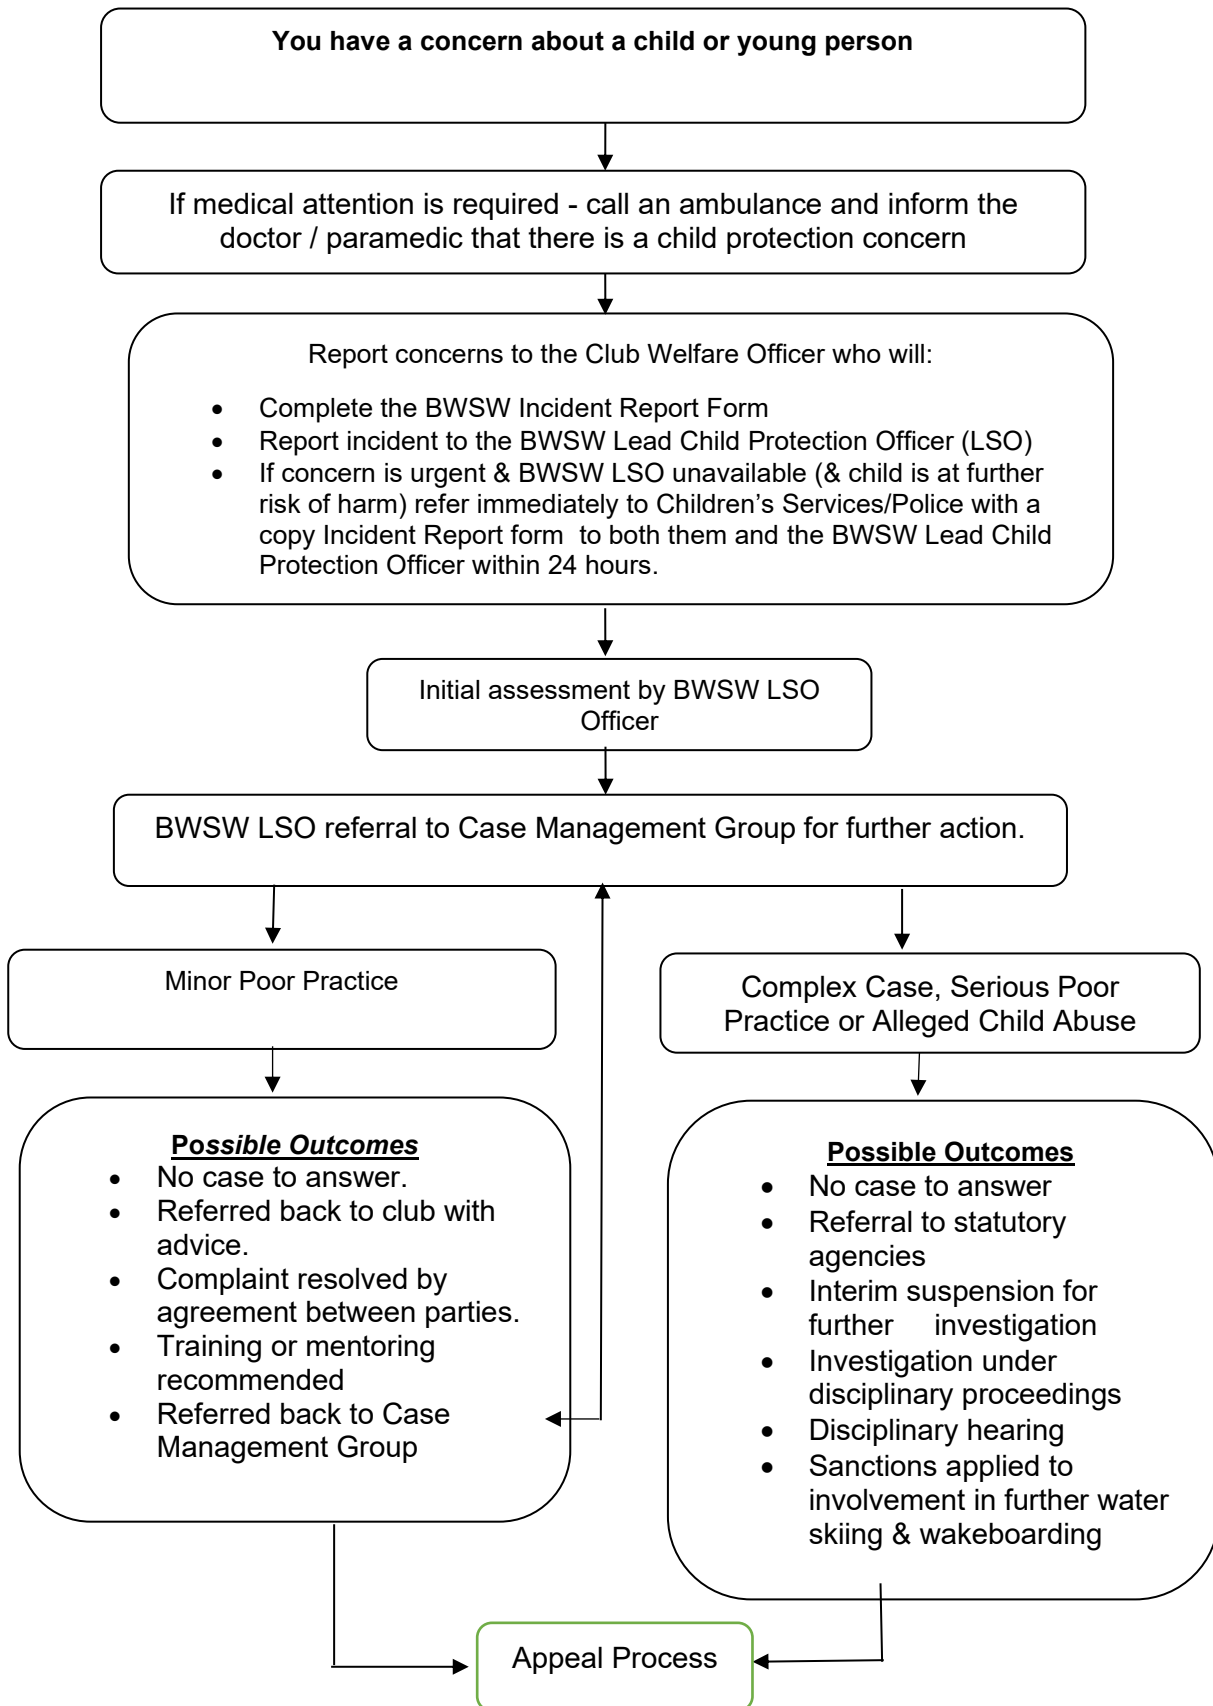 You have a concern about a child or young person
If medical attention is required - call an ambulance and inform the
doctor / paramedic that there is a child protection concern
Report concerns to the Club Welfare Officer who will:
• Complete the BWSW Incident Report Form
• Report incident to the BWSW Lead Child Protection Officer (LSO)
• If concern is urgent & BWSW LSO unavailable (& child is at further
risk of harm) refer immediately to Children’s Services/Police with a
copy Incident Report form to both them and the BWSW Lead Child
Protection Officer within 24 hours.
Initial assessment by BWSW LSO
Officer
BWSW LSO referral to Case Management Group for further action.
Minor Poor Practice
Possible Outcomes
• No case to answer.
• Referred back to club with
advice.
• Complaint resolved by
agreement between parties.
• Training or mentoring
recommended
• Referred back to Case
Management Group
Complex Case, Serious Poor
Practice or Alleged Child Abuse
Possible Outcomes
• No case to answer
• Referral to statutory
agencies
• Interim suspension for
further investigation
• Investigation under
disciplinary proceedings
• Disciplinary hearing
• Sanctions applied to
involvement in further water
skiing & wakeboarding
Appeal Process